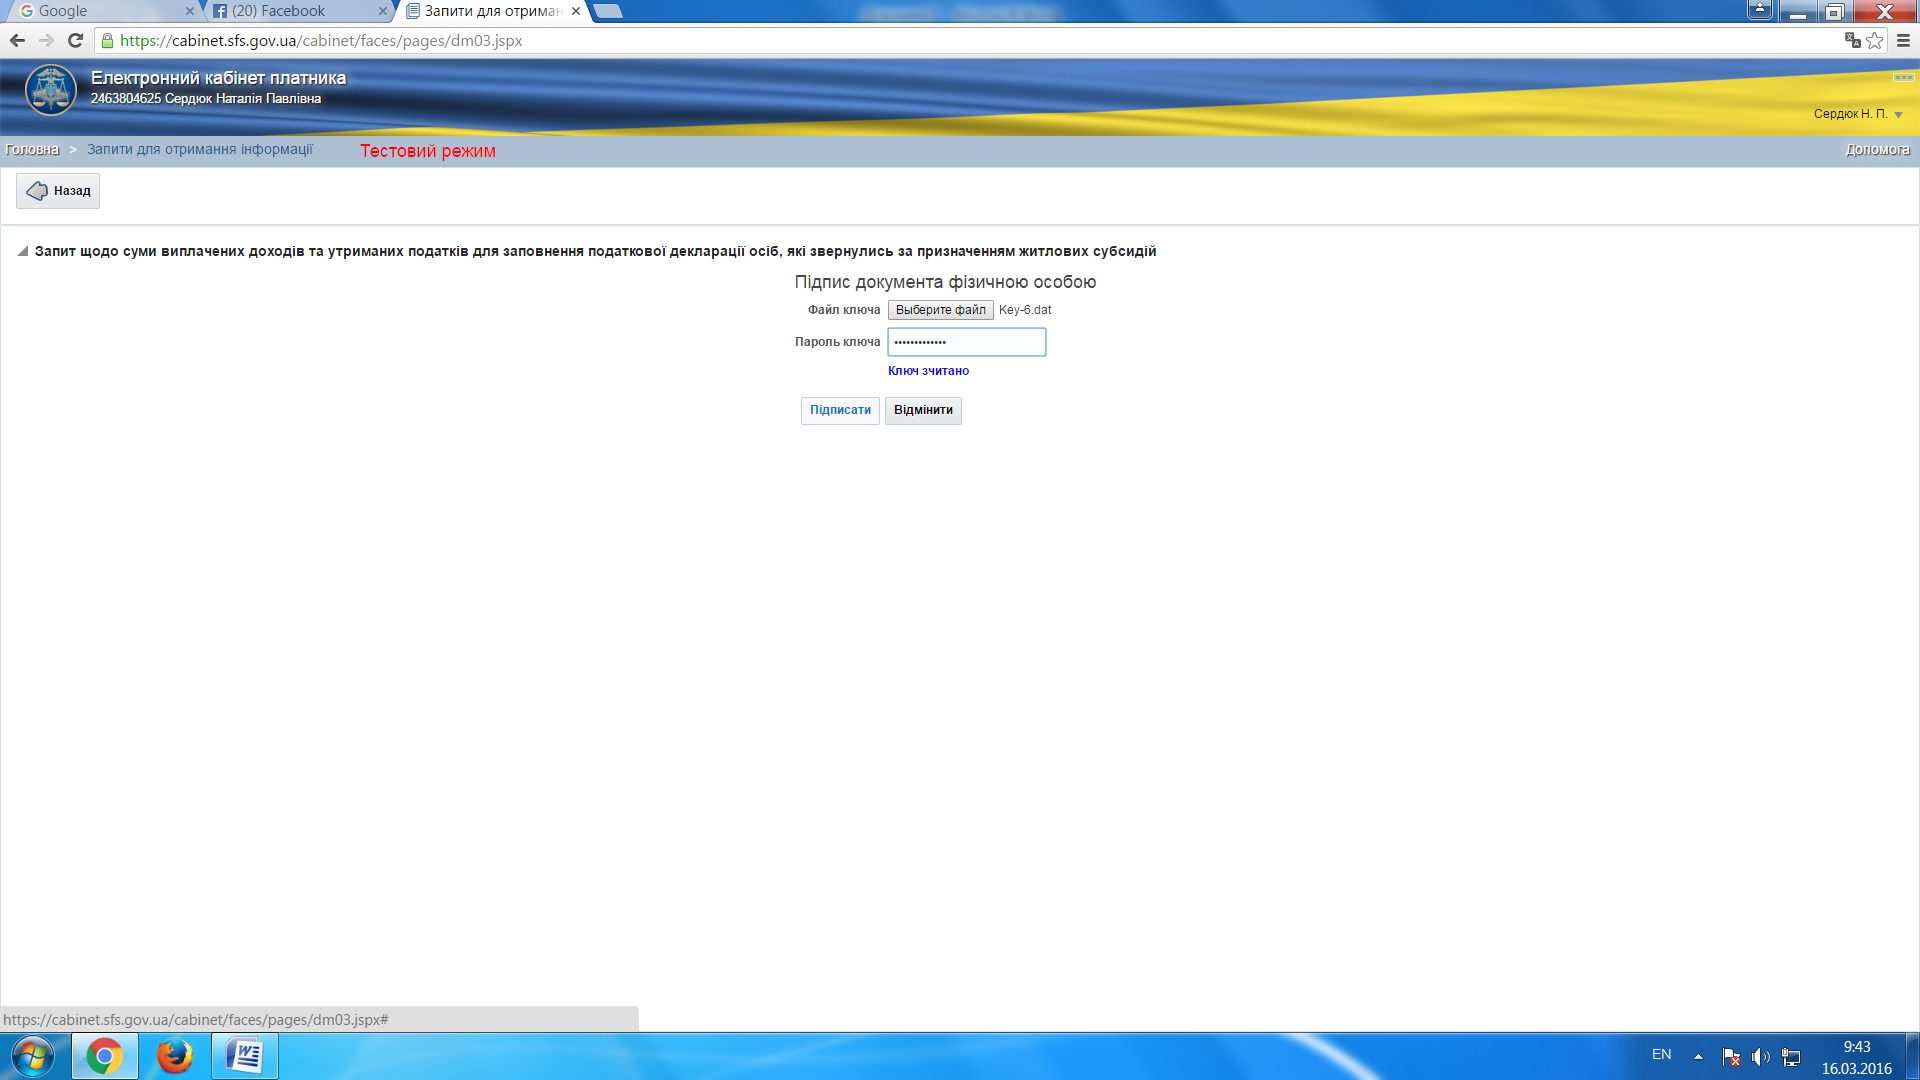 Google
(20) Facebook
Запити для отриман
https://cabinet.sfs.gov.ua/cabinet/faces/pages/dm03.jspx
Електронний кабінет платника
2463804625 Сердюк Наталія Павлівна
Сердюк Н. П.
Головна > Запити для отримання інформації Тестовий режим Допомога
Назад
Запит щодо суми виплачених доходів та утриманих податків для заповнення податкової декларації осіб, які звернулись за призначенням житлових субсидій
Підпис документа фізичною особою
Файл ключа Выберите файл Key-6.dat
Пароль ключа •••••••••••••
Ключ зчитано
Підписати Відмінити
https://cabinet.sfs.gov.ua/cabinet/faces/pages/dm03.jspx#
EN
9:43
16.03.2016